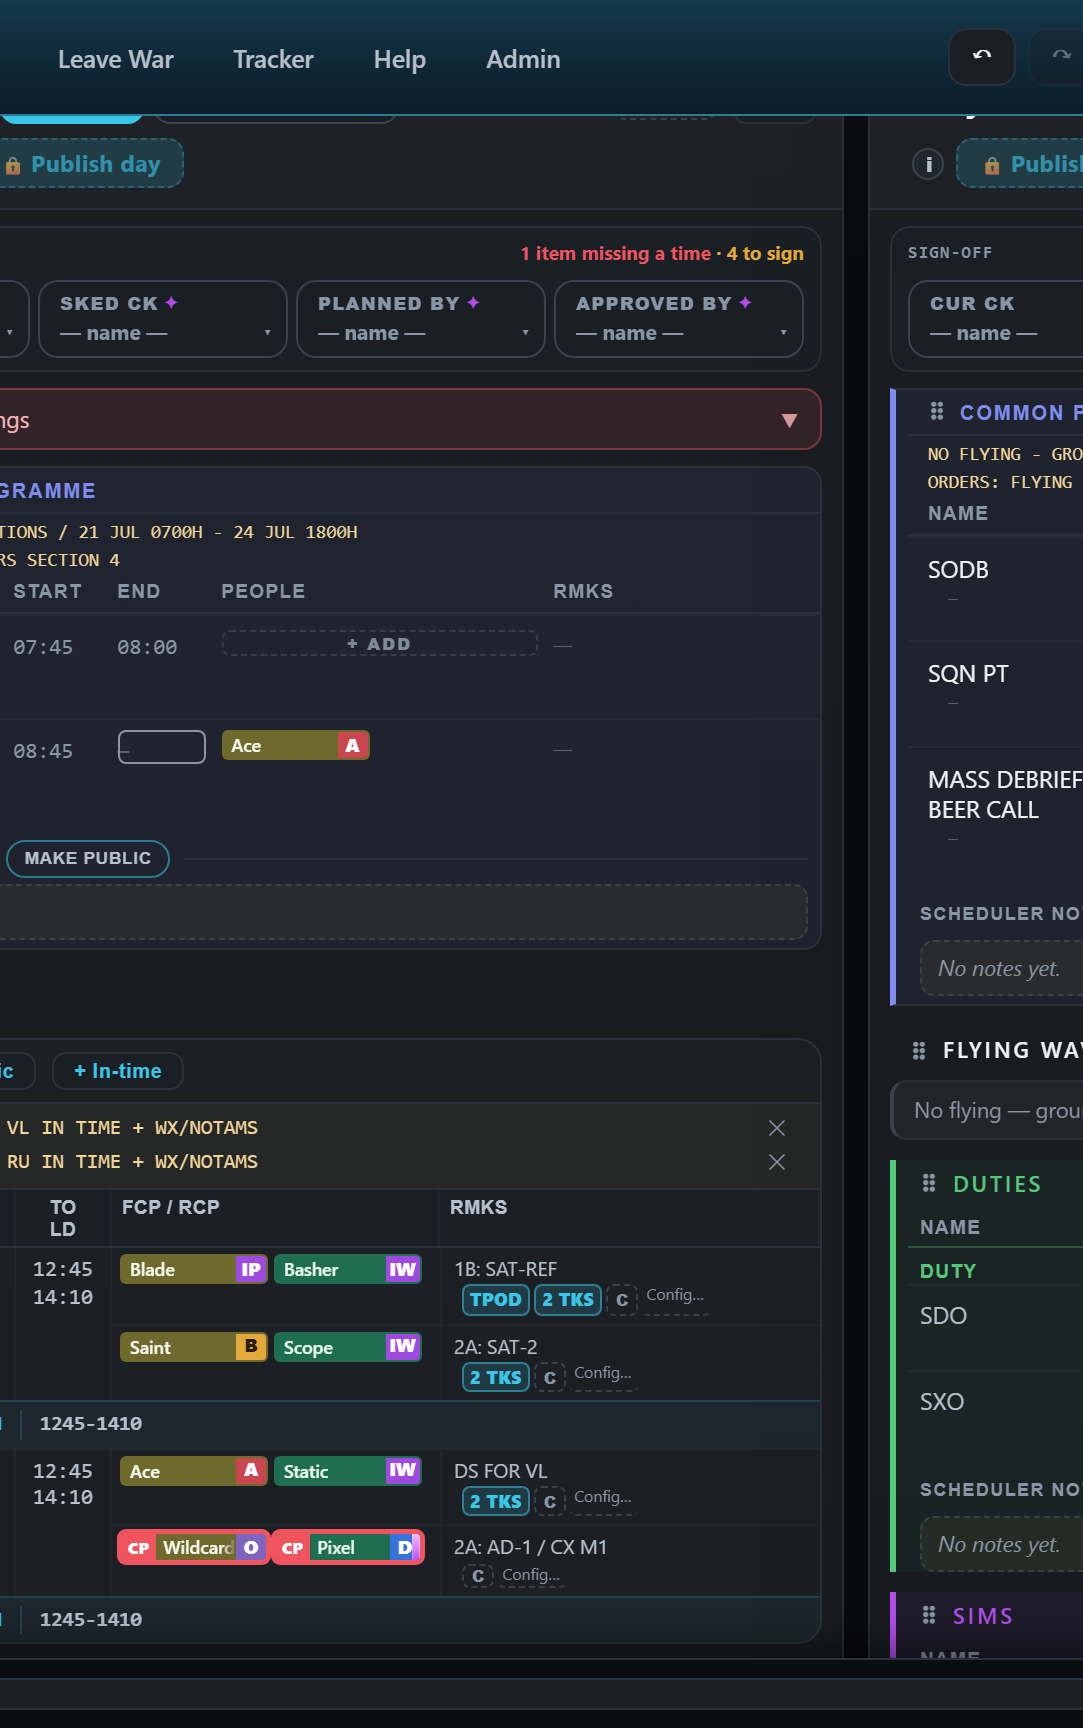 Leave War Tracker Help Admin
Publish day
1 item missing a time · 4 to sign
SKED CK
— name —
PLANNED BY
— name —
APPROVED BY
— name —
ngs
GRAMME
TIONS / 21 JUL 0700H - 24 JUL 1800H
RS SECTION 4
START END PEOPLE RMKS
07:45 08:00 + ADD —
08:45 — Ace A —
MAKE PUBLIC
ic + In-time
VL IN TIME + WX/NOTAMS
RU IN TIME + WX/NOTAMS
TO
LD
FCP / RCP RMKS
12:45
14:10
Blade IP Basher IW 1B: SAT-REF
TPOD 2 TKS C Config...
Saint B Scope IW 2A: SAT-2
2 TKS C Config...
1245-1410
12:45
14:10
Ace A Static IW DS FOR VL
2 TKS C Config...
CP Wildcard O CP Pixel D 2A: AD-1 / CX M1
C Config...
1245-1410
i Publis
SIGN-OFF
CUR CK
— name —
COMMON P
NO FLYING - GRO
ORDERS: FLYING
NAME
SODB
—
SQN PT
—
MASS DEBRIEF
BEER CALL
—
SCHEDULER NO
No notes yet.
FLYING WAV
No flying — grou
DUTIES
NAME
DUTY
SDO
SXO
SCHEDULER NO
No notes yet.
SIMS
NAME